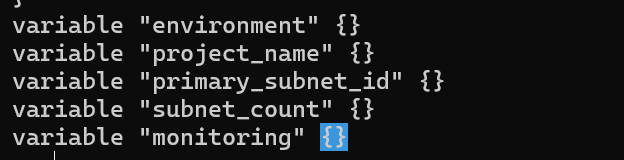 }
variable "environment" {}
variable "project_name" {}
variable "primary_subnet_id" {}
variable "subnet_count" {}
variable "monitoring" {}